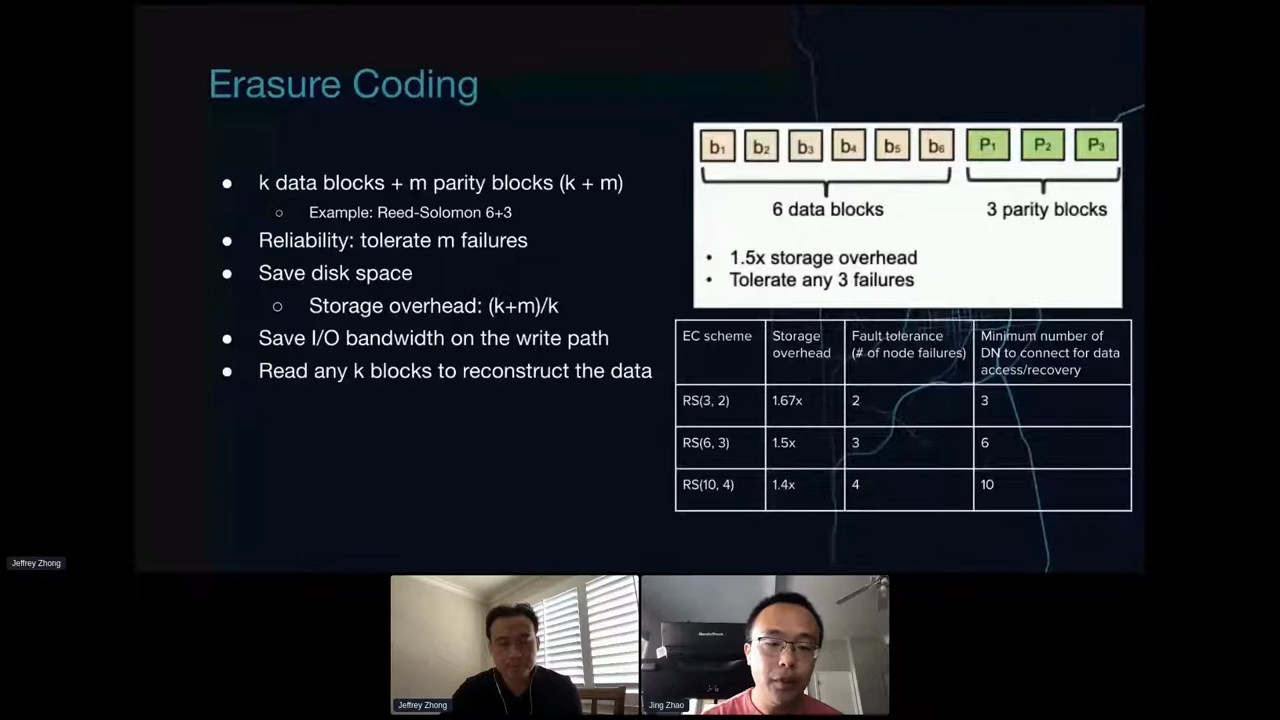 Erasure Coding
● k data blocks + m parity blocks (k + m)
○ Example: Reed-Solomon 6+3
● Reliability: tolerate m failures
● Save disk space
○ Storage overhead: (k+m)/k
● Save I/O bandwidth on the write path
● Read any k blocks to reconstruct the data
b₁ b₂ b₃ b₄ b₅ b₆ P₁ P₂ P₃
6 data blocks 3 parity blocks
• 1.5x storage overhead
• Tolerate any 3 failures
EC scheme Storage overhead Fault tolerance (# of node failures) Minimum number of DN to connect for data access/recovery
RS(3, 2) 1.67x 2 3
RS(6, 3) 1.5x 3 6
RS(10, 4) 1.4x 4 10
Jeffrey Zhong
Jeffrey Zhong
Jing Zhao